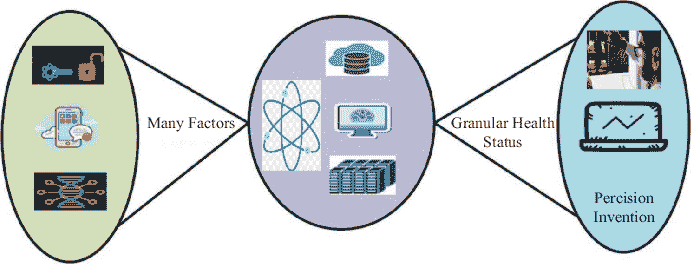 Many Factors
Granular Health
Status
Percision
Invention